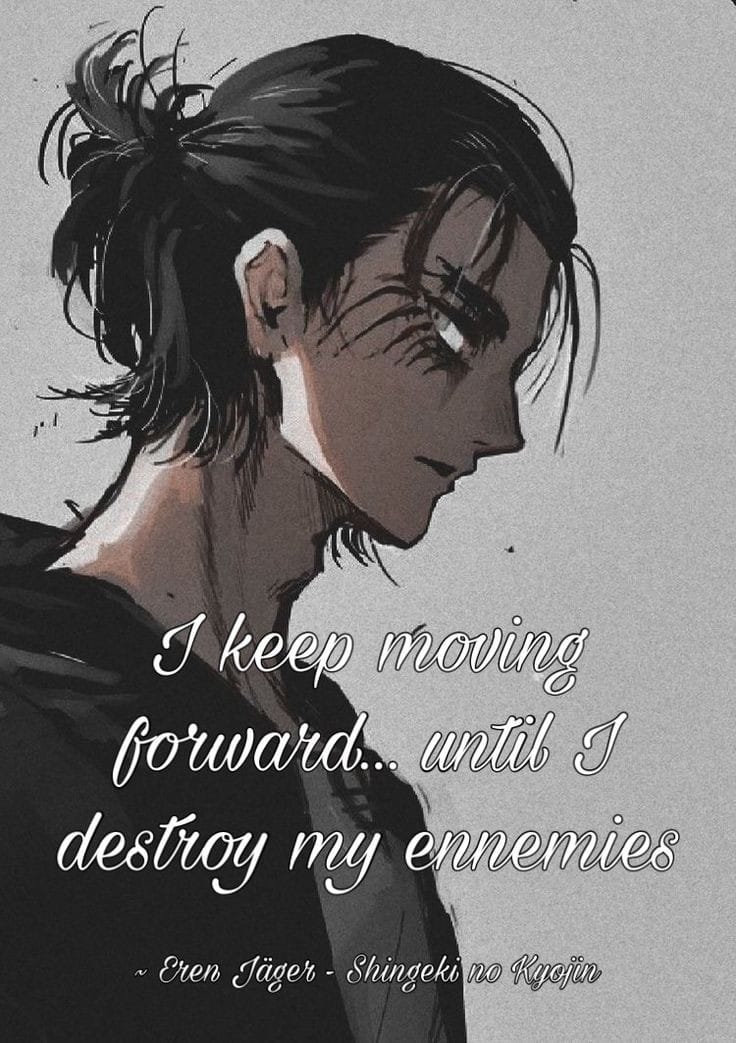 I keep moving
forward... until I
destroy my ennemies
~ Eren Jäger - Shingeki no Kyojin